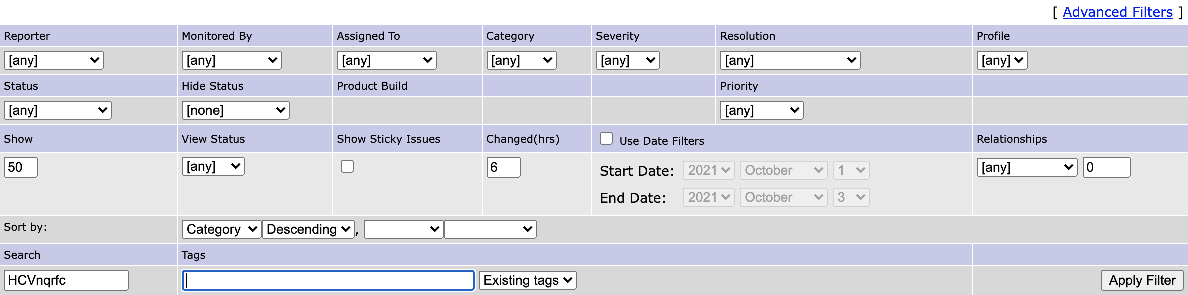 [ Advanced Filters ]
Reporter Monitored By Assigned To Category Severity Resolution Profile
[any] [any] [any] [any] [any] [any] [any]
Status Hide Status Product Build Priority
[any] [none] [any]
Show View Status Show Sticky Issues Changed(hrs) Use Date Filters Relationships
50 [any] 6 Start Date: 2021 October 1 [any] 0
End Date: 2021 October 3
Sort by: Category Descending ,
Search Tags
HCVnqrfc Existing tags Apply Filter